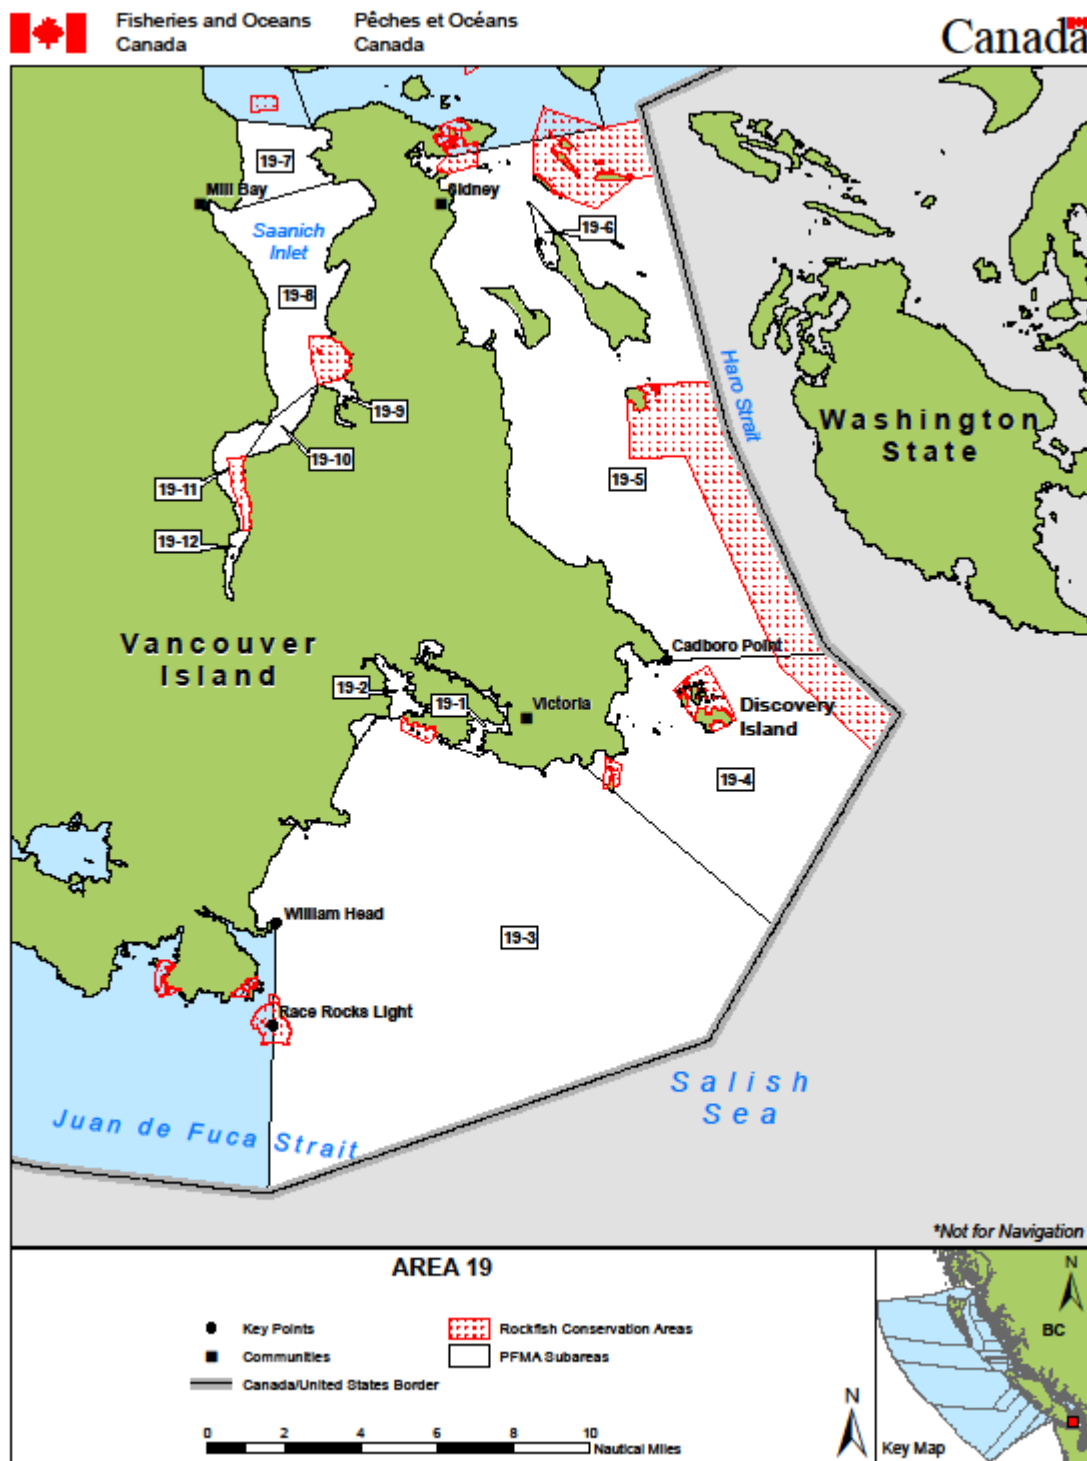 Fisheries and Oceans
Canada
Pêches et Océans
Canada
Canada
19-7
Mill Bay
Sidney
Saanich
Inlet
19-6
19-8
Haro Strait
19-9
Washington
State
19-10
19-5
19-11
19-12
Vancouver
Island
Cadboro Point
19-2
19-1
Victoria
Discovery
Island
19-4
William Head
19-3
Race Rocks Light
Salish
Sea
Juan de Fuca Strait
*Not for Navigation
AREA 19
Key Points
Rockfish Conservation Areas
Communities
PFMA Subareas
Canada/United States Border
0 2 4 6 8 10
Nautical Miles
N
N
BC
Key Map